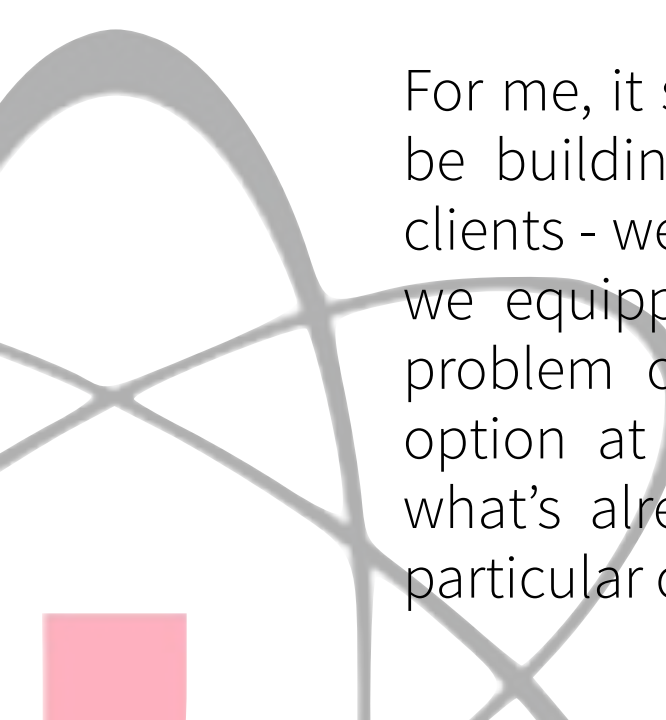 For me, it
be
clients - we
we
problem
option at
what’s
particular